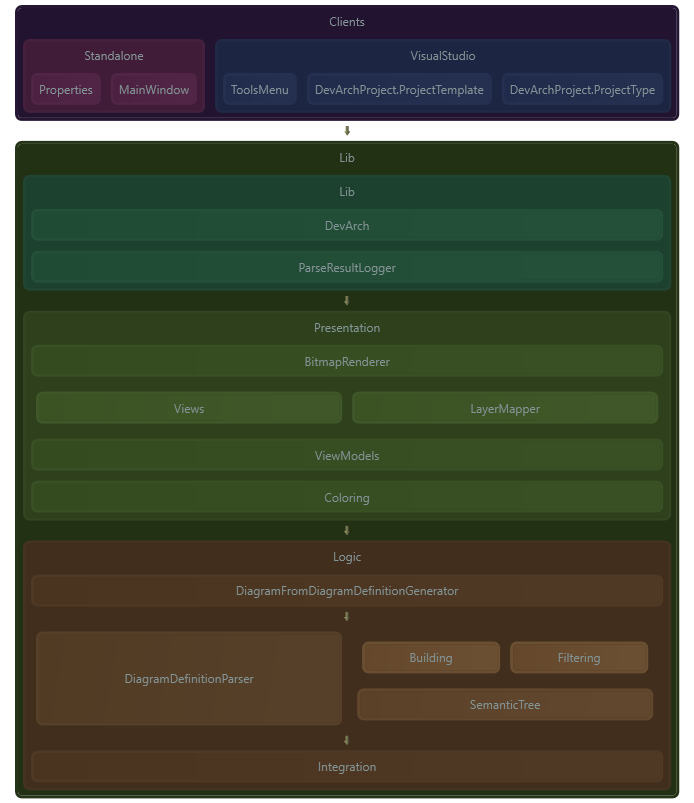 Clients
Standalone
VisualStudio
Properties
MainWindow
ToolsMenu
DevArchProject.ProjectTemplate
DevArchProject.ProjectType
Lib
Lib
DevArch
ParseResultLogger
Presentation
BitmapRenderer
Views
LayerMapper
ViewModels
Coloring
Logic
DiagramFromDiagramDefinitionGenerator
DiagramDefinitionParser
Building
Filtering
SemanticTree
Integration